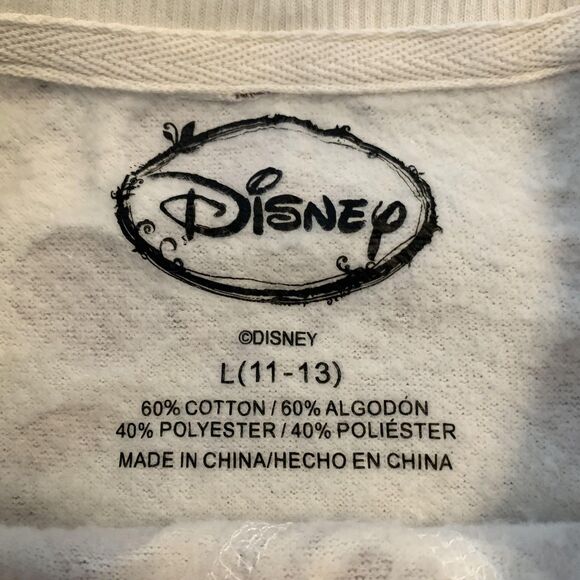 Disney
©DISNEY
L(11-13)
60% COTTON / 60% ALGODÓN
40% POLYESTER / 40% POLIÉSTER
MADE IN CHINA/HECHO EN CHINA